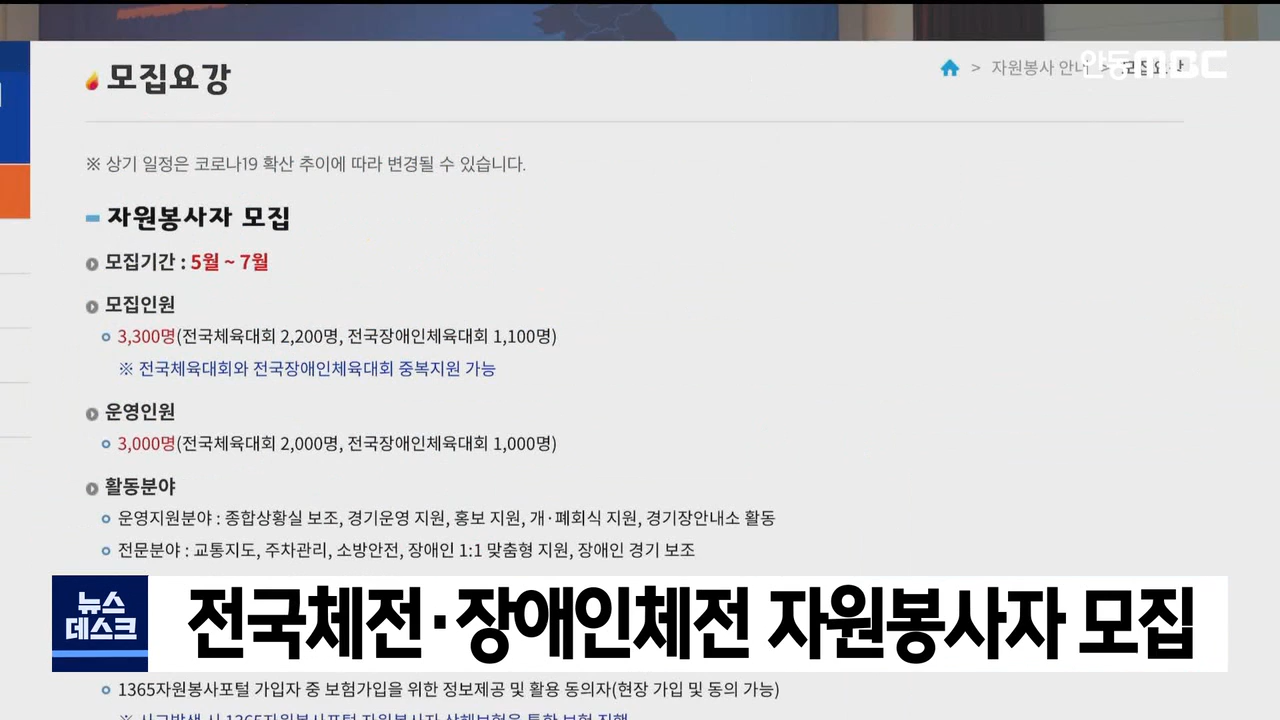 모집요강
> 자원봉사 안내 > 모집요강
안동MBC
※ 상기 일정은 코로나19 확산 추이에 따라 변경될 수 있습니다.
자원봉사자 모집
모집기간 : 5월 ~ 7월
모집인원
3,300명(전국체육대회 2,200명, 전국장애인체육대회 1,100명)
※ 전국체육대회와 전국장애인체육대회 중복지원 가능
운영인원
3,000명(전국체육대회 2,000명, 전국장애인체육대회 1,000명)
활동분야
운영지원분야 : 종합상황실 보조, 경기운영 지원, 홍보 지원, 개·폐회식 지원, 경기장안내소 활동
전문분야 : 교통지도, 주차관리, 소방안전, 장애인 1:1 맞춤형 지원, 장애인 경기 보조
뉴스
데스크
전국체전·장애인체전 자원봉사자 모집
1365자원봉사포털 가입자 중 보험가입을 위한 정보제공 및 활용 동의자(현장 가입 및 동의 가능)